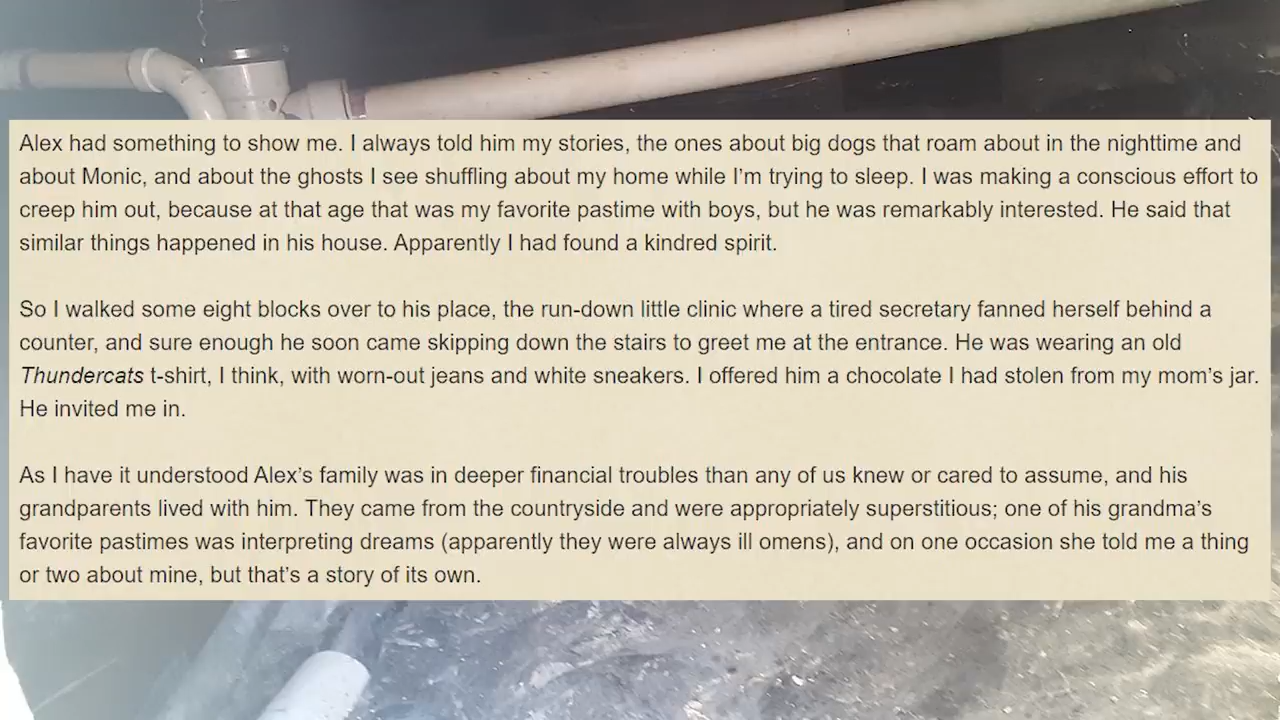 Alex had something to show me. I always told him my stories, the ones about big dogs that roam about in the nighttime and
about Monic, and about the ghosts I see shuffling about my home while I'm trying to sleep. I was making a conscious effort to
creep him out, because at that age that was my favorite pastime with boys, but he was remarkably interested. He said that
similar things happened in his house. Apparently I had found a kindred spirit.
So I walked some eight blocks over to his place, the run-down little clinic where a tired secretary fanned herself behind a
counter, and sure enough he soon came skipping down the stairs to greet me at the entrance. He was wearing an old
Thundercats t-shirt, I think, with worn-out jeans and white sneakers. I offered him a chocolate I had stolen from my mom's jar.
He invited me in.
As I have it understood Alex's family was in deeper financial troubles than any of us knew or cared to assume, and his
grandparents lived with him. They came from the countryside and were appropriately superstitious; one of his grandma's
favorite pastimes was interpreting dreams (apparently they were always ill omens), and on one occasion she told me a thing
or two about mine, but that's a story of its own.